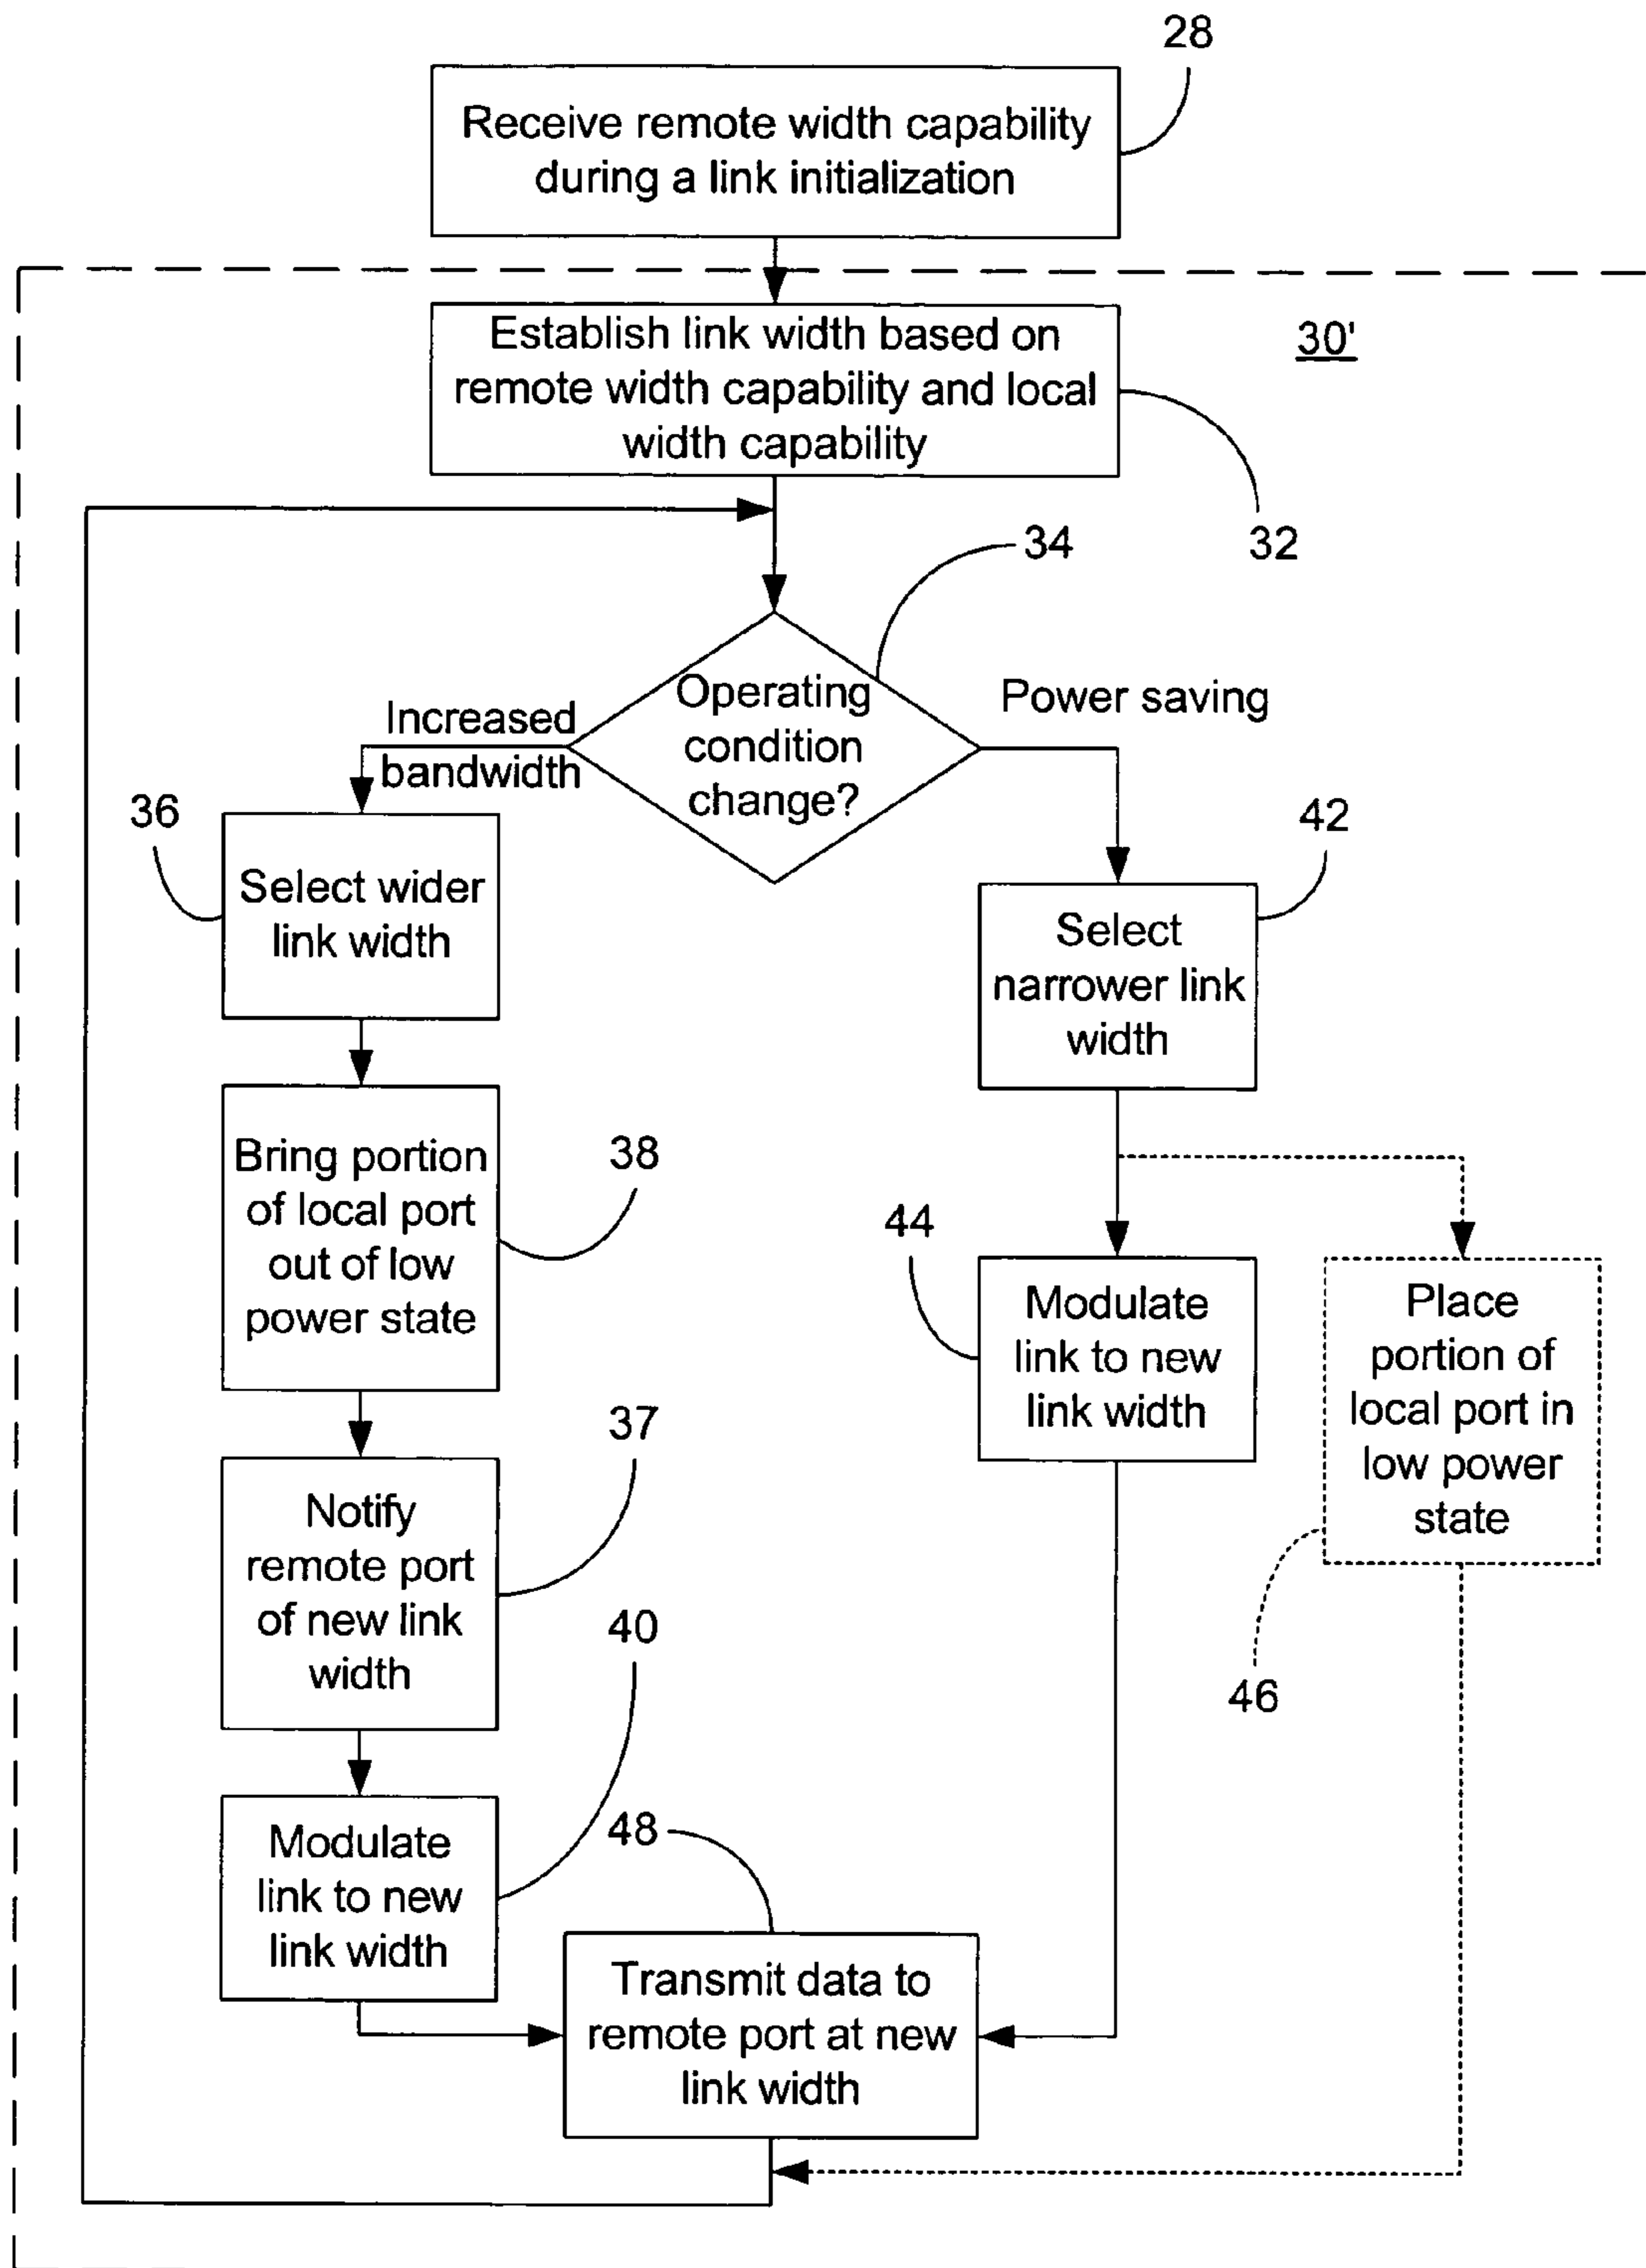 28
Receive remote width capability
during a link initialization
Establish link width based on
remote width capability and local
width capability
30'
32
34
Operating
condition
change?
Increased
bandwidth
Power saving
36
Select wider
link width
42
Select
narrower link
width
Bring portion
of local port
out of low
power state
38
44
Modulate
link to new
link width
Place
portion of
local port in
low power
state
46
37
Notify
remote port
of new link
width
40
Modulate
link to new
link width
48
Transmit data to
remote port at new
link width